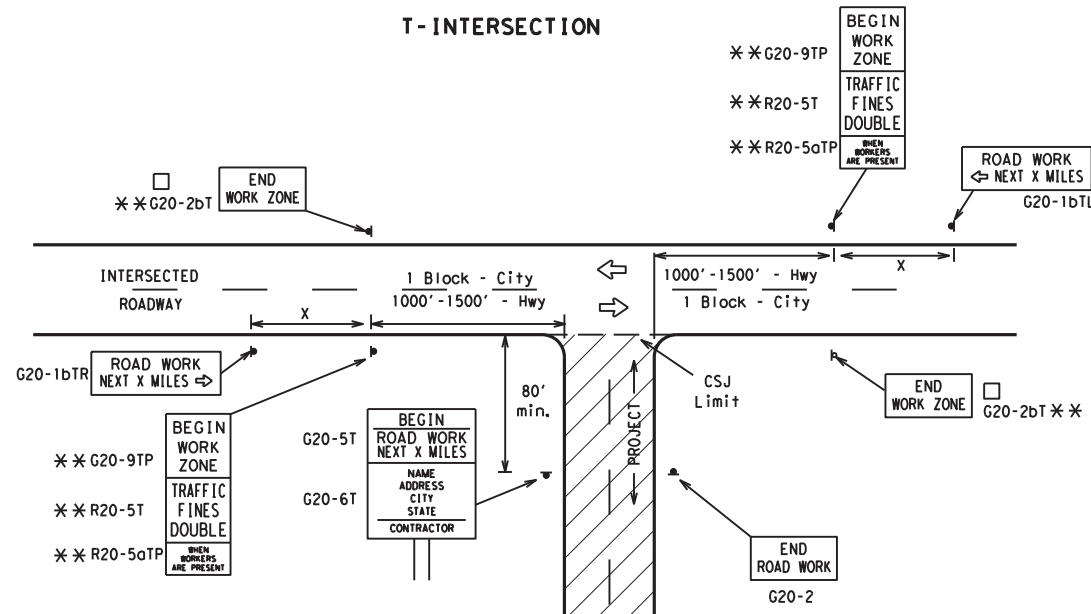 T-INTERSECTION
BEGIN
WORK
ZONE
TRAFFIC
FINES
DOUBLE
WHEN
WORKERS
ARE PRESENT
✳✳G20-9TP
✳✳R20-5T
✳✳R20-5aTP
ROAD WORK
⇦ NEXT X MILES
G20-1bTL
□
✳✳G20-2bT
END
WORK ZONE
INTERSECTED
ROADWAY
1 Block - City
1000'-1500' - Hwy
⇦
⇨
1000'-1500' - Hwy
1 Block - City
X
X
G20-1bTR
ROAD WORK
NEXT X MILES ⇨
80'
min.
CSJ
Limit
PROJECT
END
WORK ZONE
□
G20-2bT✳✳
✳✳G20-9TP
✳✳R20-5T
✳✳R20-5aTP
BEGIN
WORK
ZONE
TRAFFIC
FINES
DOUBLE
WHEN
WORKERS
ARE PRESENT
G20-5T
G20-6T
BEGIN
ROAD WORK
NEXT X MILES
NAME
ADDRESS
CITY
STATE
CONTRACTOR
END
ROAD WORK
G20-2